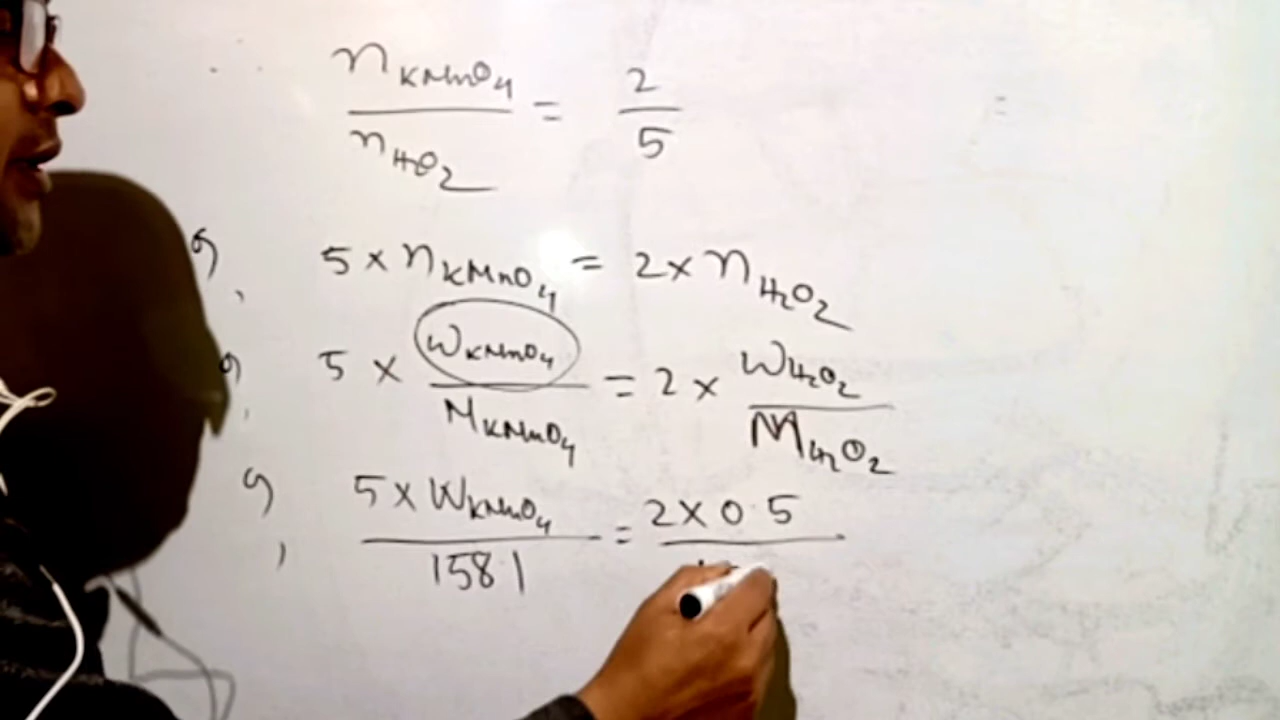 n_KMnO4 / n_H2O2 = 2 / 5
5 × n_KMnO4 = 2 × n_H2O2
5 × W_KMnO4 / M_KMnO4 = 2 × W_H2O2 / M_H2O2
5 × W_KMnO4 / 158.1 = 2 × 0.5